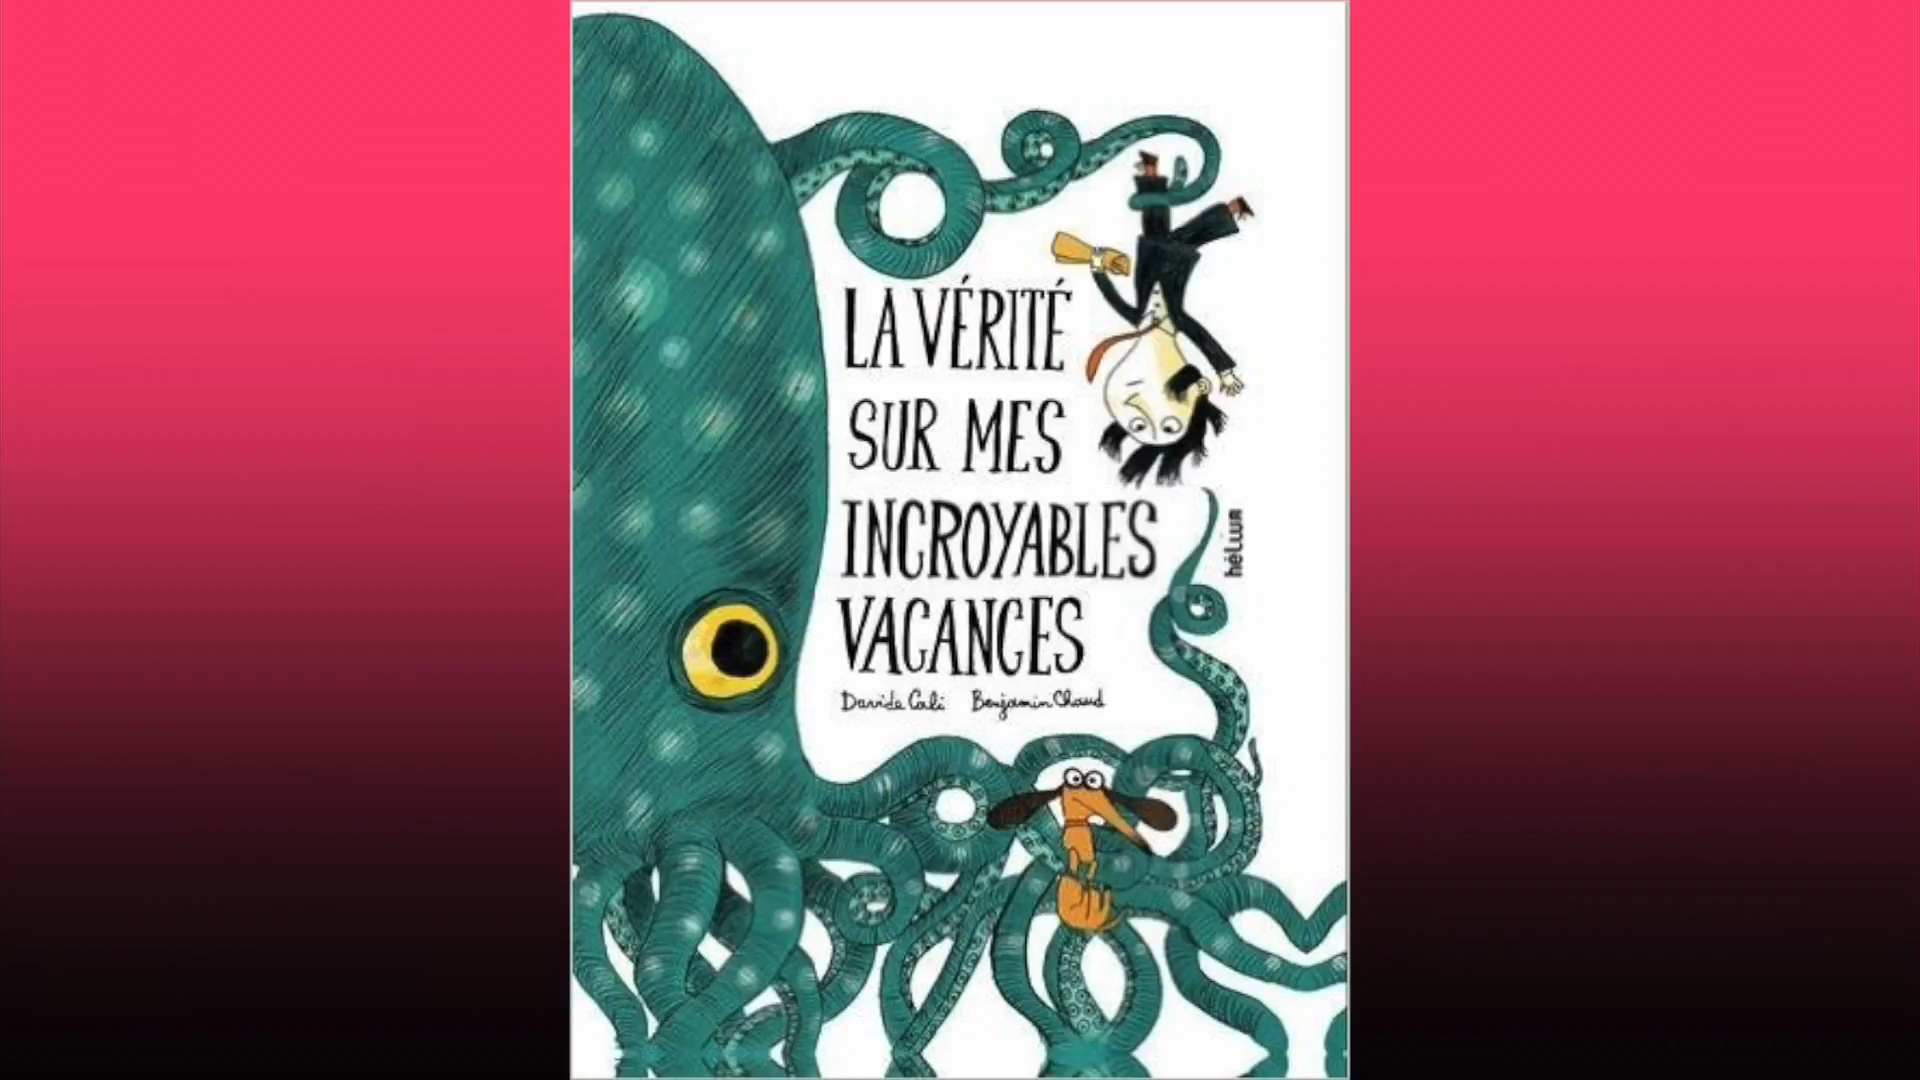 LA VÉRITÉ
SUR MES
INCROYABLES
VACANCES
Davide Cali Benjamin Chaud
hélium